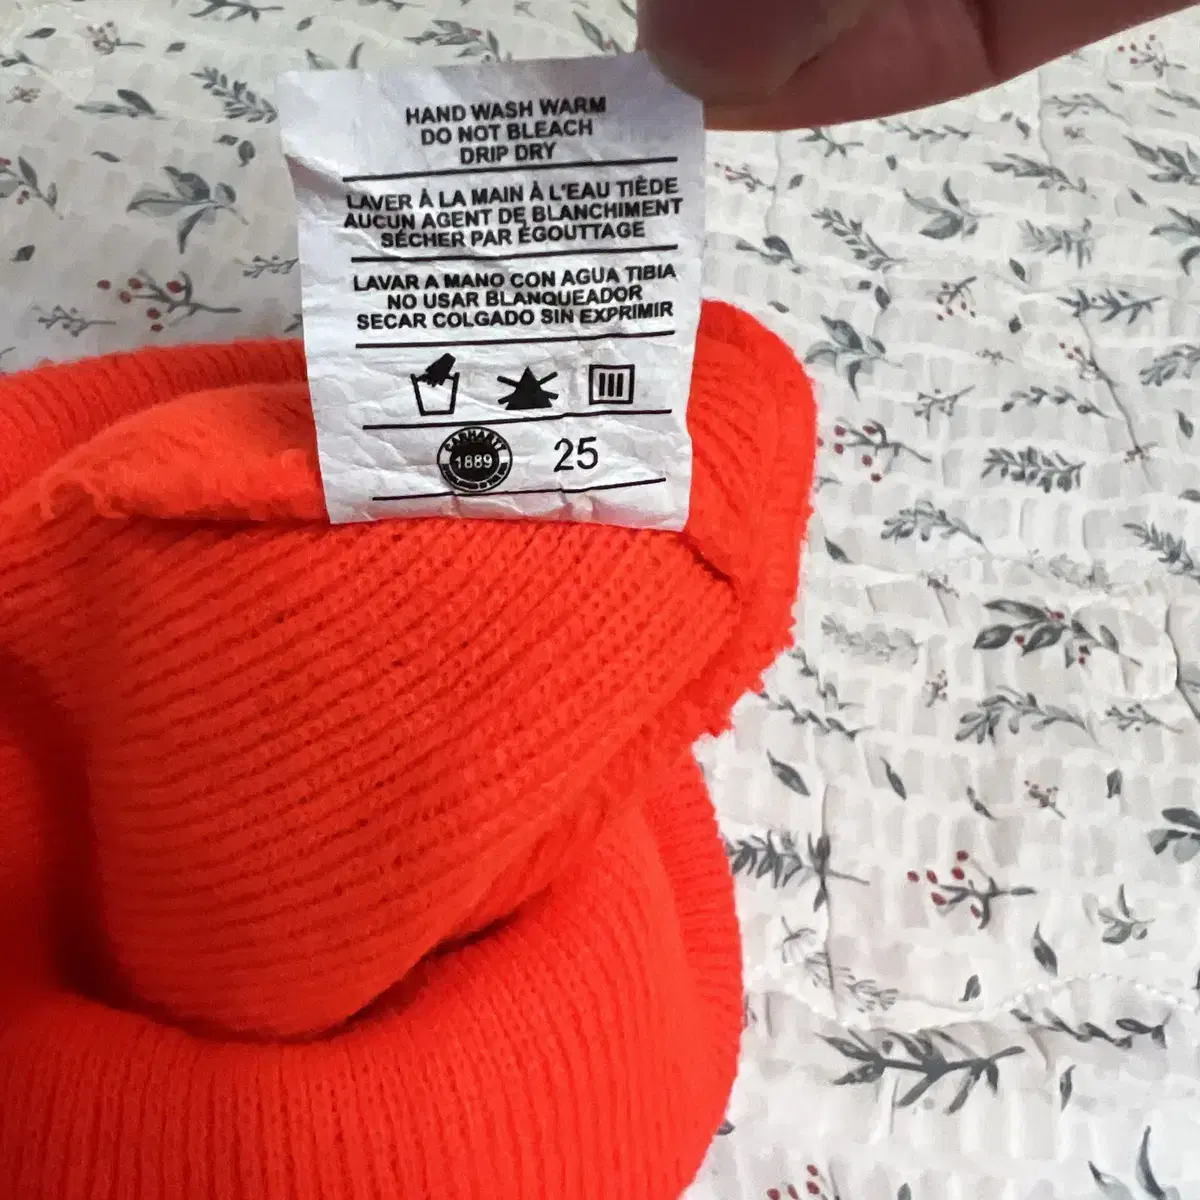 HAND WASH WARM
DO NOT BLEACH
DRIP DRY
LAVER À LA MAIN À L'EAU TIÈDE
AUCUN AGENT DE BLANCHIMENT
SÉCHER PAR ÉGOUTTAGE
LAVAR A MANO CON AGUA TIBIA
NO USAR BLANQUEADOR
SECAR COLGADO SIN EXPRIMIR
CARHARTT
1889
25